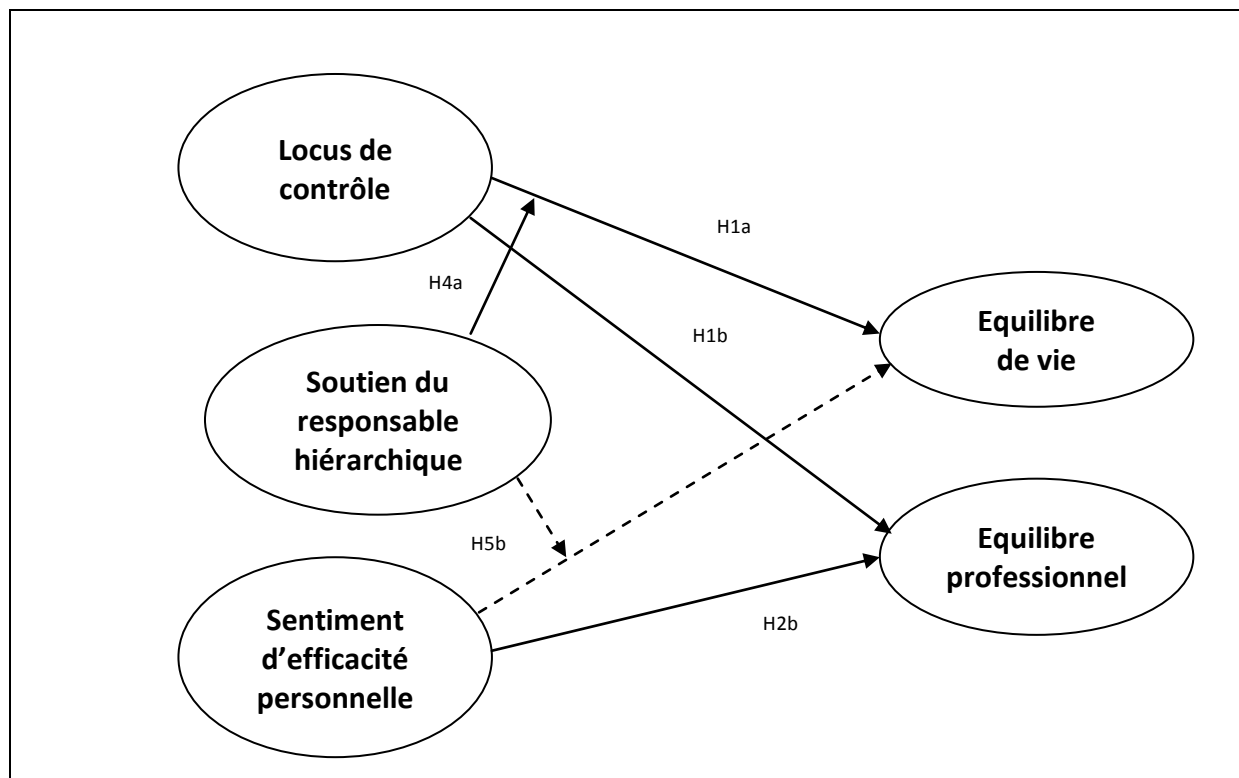 Locus de
contrôle
H1a
H4a
Equilibre
de vie
H1b
Soutien du
responsable
hiérarchique
H5b
Equilibre
professionnel
Sentiment
d’efficacité
personnelle
H2b